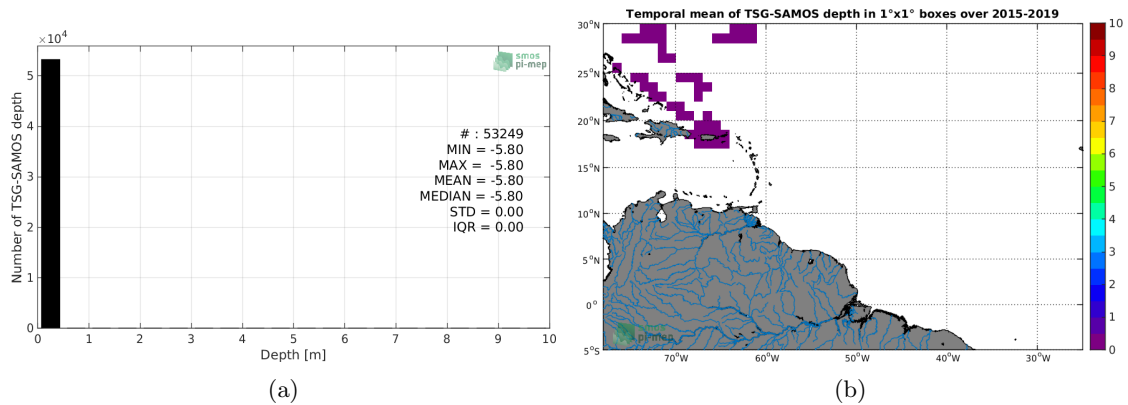 ×10⁴
smos
pi-mep
5
4
3
2
1
0
Number of TSG-SAMOS depth
# : 53249
MIN = -5.80
MAX = -5.80
MEAN = -5.80
MEDIAN = -5.80
STD = 0.00
IQR = 0.00
0 1 2 3 4 5 6 7 8 9 10
Depth [m]
(a)
Temporal mean of TSG-SAMOS depth in 1°x1° boxes over 2015-2019
30°N
25°N
20°N
15°N
10°N
5°N
0°
5°S
70°W 60°W 50°W 40°W 30°W
smos
pi-mep
10
9
8
7
6
5
4
3
2
1
0
(b)